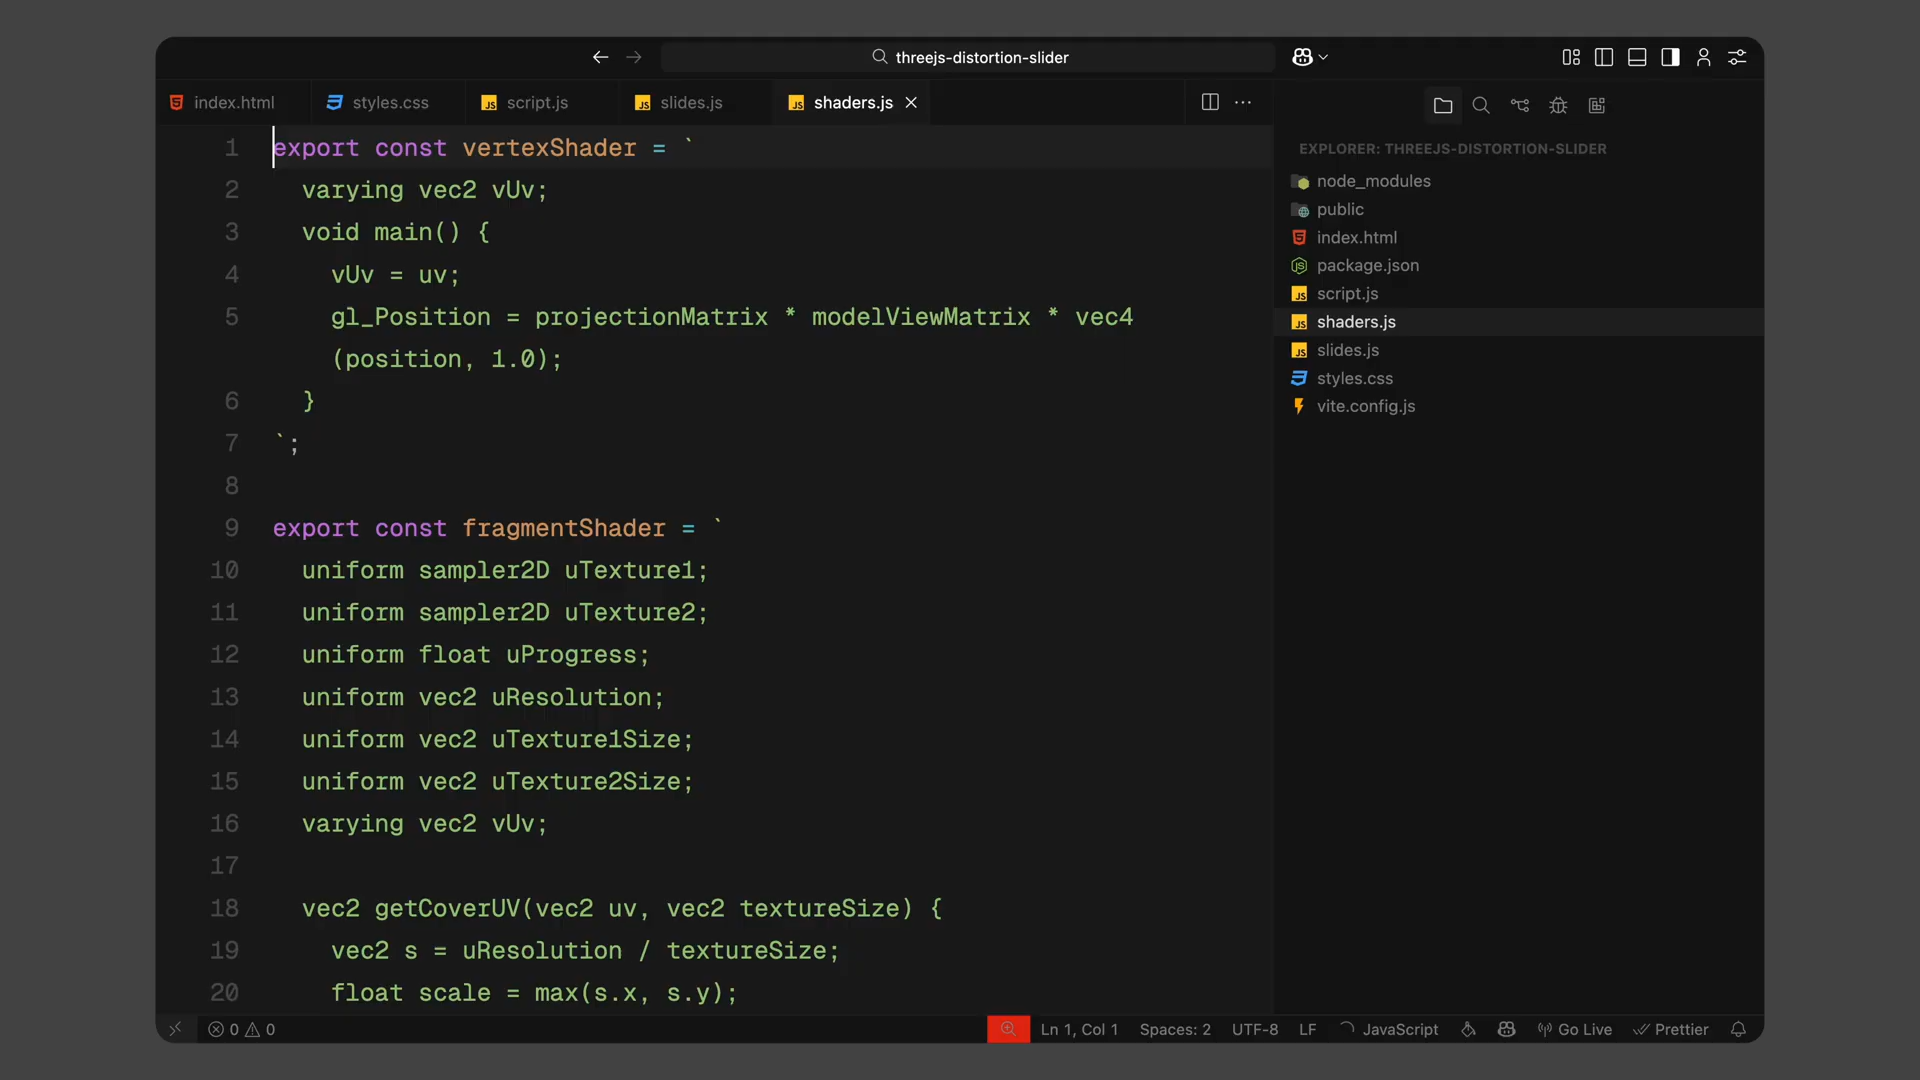 threejs-distortion-slider
index.html
styles.css
script.js
slides.js
shaders.js
1 export const vertexShader = `
2 varying vec2 vUv;
3 void main() {
4 vUv = uv;
5 gl_Position = projectionMatrix * modelViewMatrix * vec4
(position, 1.0);
6 }
7 `;
8
9 export const fragmentShader = `
10 uniform sampler2D uTexture1;
11 uniform sampler2D uTexture2;
12 uniform float uProgress;
13 uniform vec2 uResolution;
14 uniform vec2 uTexture1Size;
15 uniform vec2 uTexture2Size;
16 varying vec2 vUv;
17
18 vec2 getCoverUV(vec2 uv, vec2 textureSize) {
19 vec2 s = uResolution / textureSize;
20 float scale = max(s.x, s.y);
EXPLORER: THREEJS-DISTORTION-SLIDER
node_modules
public
index.html
package.json
script.js
shaders.js
slides.js
styles.css
vite.config.js
0 0
Ln 1, Col 1 Spaces: 2 UTF-8 LF JavaScript Go Live Prettier